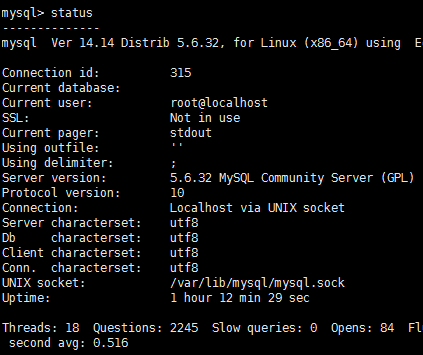 mysql> status
--------------
mysql  Ver 14.14 Distrib 5.6.32, for Linux (x86_64) using  E

Connection id:          315
Current database:
Current user:           root@localhost
SSL:                    Not in use
Current pager:          stdout
Using outfile:          ''
Using delimiter:        ;
Server version:         5.6.32 MySQL Community Server (GPL)
Protocol version:       10
Connection:             Localhost via UNIX socket
Server characterset:    utf8
Db     characterset:    utf8
Client characterset:    utf8
Conn.  characterset:    utf8
UNIX socket:            /var/lib/mysql/mysql.sock
Uptime:                 1 hour 12 min 29 sec

Threads: 18  Questions: 2245  Slow queries: 0  Opens: 84  Flu
second avg: 0.516